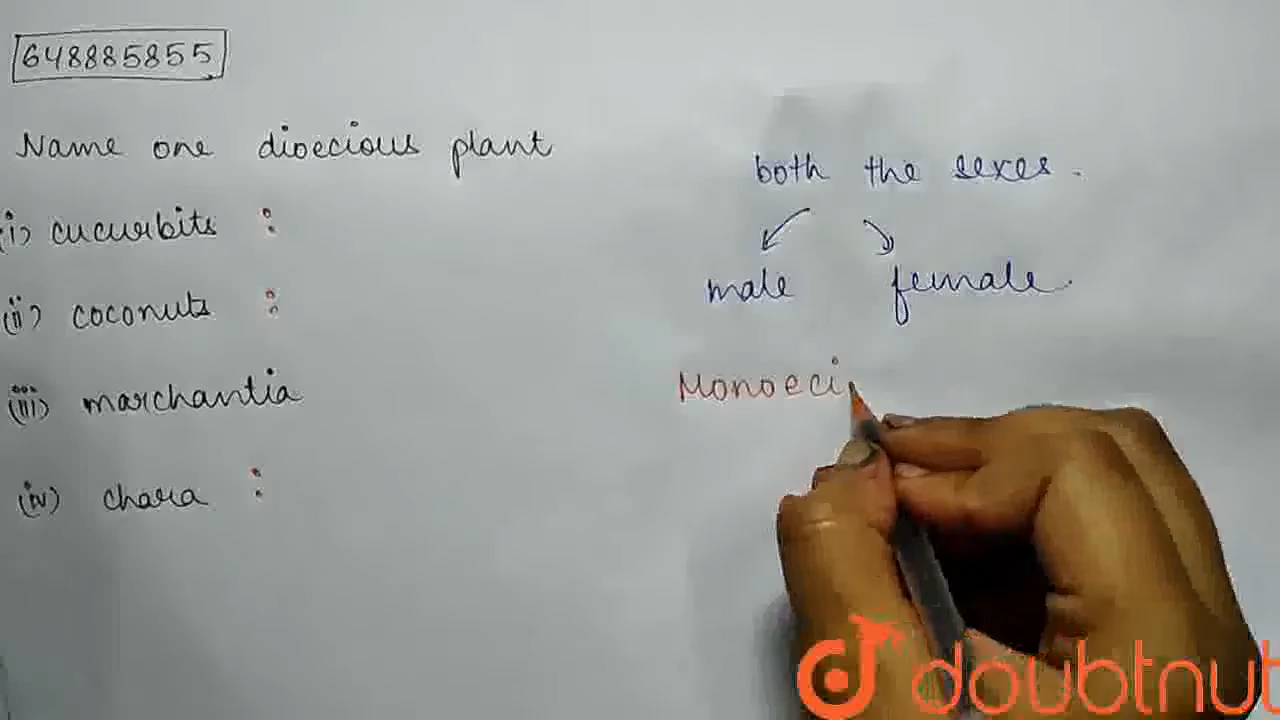 648885855
Name one dioecious plant
(i) cucurbits :
(ii) coconuts :
(iii) marchantia
(iv) chara :
both the sexes.
male female.
Monoeci
doubtnut